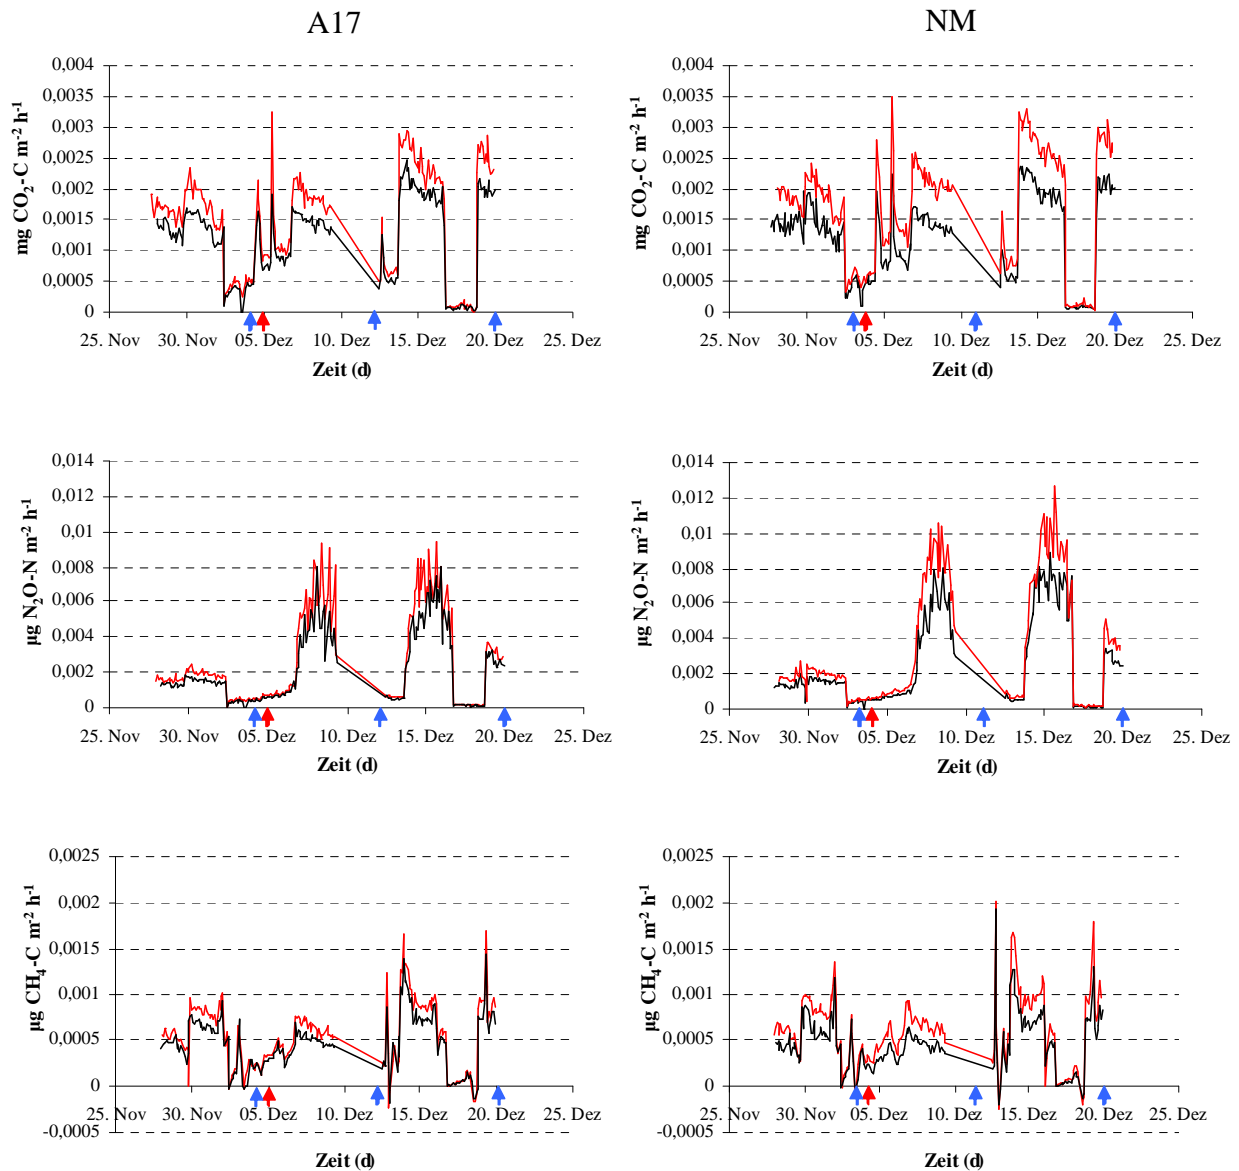 A17
NM
mg CO₂-C m⁻² h⁻¹
0,004
0,0035
0,003
0,0025
0,002
0,0015
0,001
0,0005
0
25. Nov 30. Nov 05. Dez 10. Dez 15. Dez 20. Dez 25. Dez
Zeit (d)
mg CO₂-C m⁻² h⁻¹
0,004
0,0035
0,003
0,0025
0,002
0,0015
0,001
0,0005
0
25. Nov 30. Nov 05. Dez 10. Dez 15. Dez 20. Dez 25. Dez
Zeit (d)
µg N₂O-N m⁻² h⁻¹
0,014
0,012
0,01
0,008
0,006
0,004
0,002
0
25. Nov 30. Nov 05. Dez 10. Dez 15. Dez 20. Dez 25. Dez
Zeit (d)
µg N₂O-N m⁻² h⁻¹
0,014
0,012
0,01
0,008
0,006
0,004
0,002
0
25. Nov 30. Nov 05. Dez 10. Dez 15. Dez 20. Dez 25. Dez
Zeit (d)
µg CH₄-C m⁻² h⁻¹
0,0025
0,002
0,0015
0,001
0,0005
0
-0,0005
25. Nov 30. Nov 05. Dez 10. Dez 15. Dez 20. Dez 25. Dez
Zeit (d)
µg CH₄-C m⁻² h⁻¹
0,0025
0,002
0,0015
0,001
0,0005
0
-0,0005
25. Nov 30. Nov 05. Dez 10. Dez 15. Dez 20. Dez 25. Dez
Zeit (d)